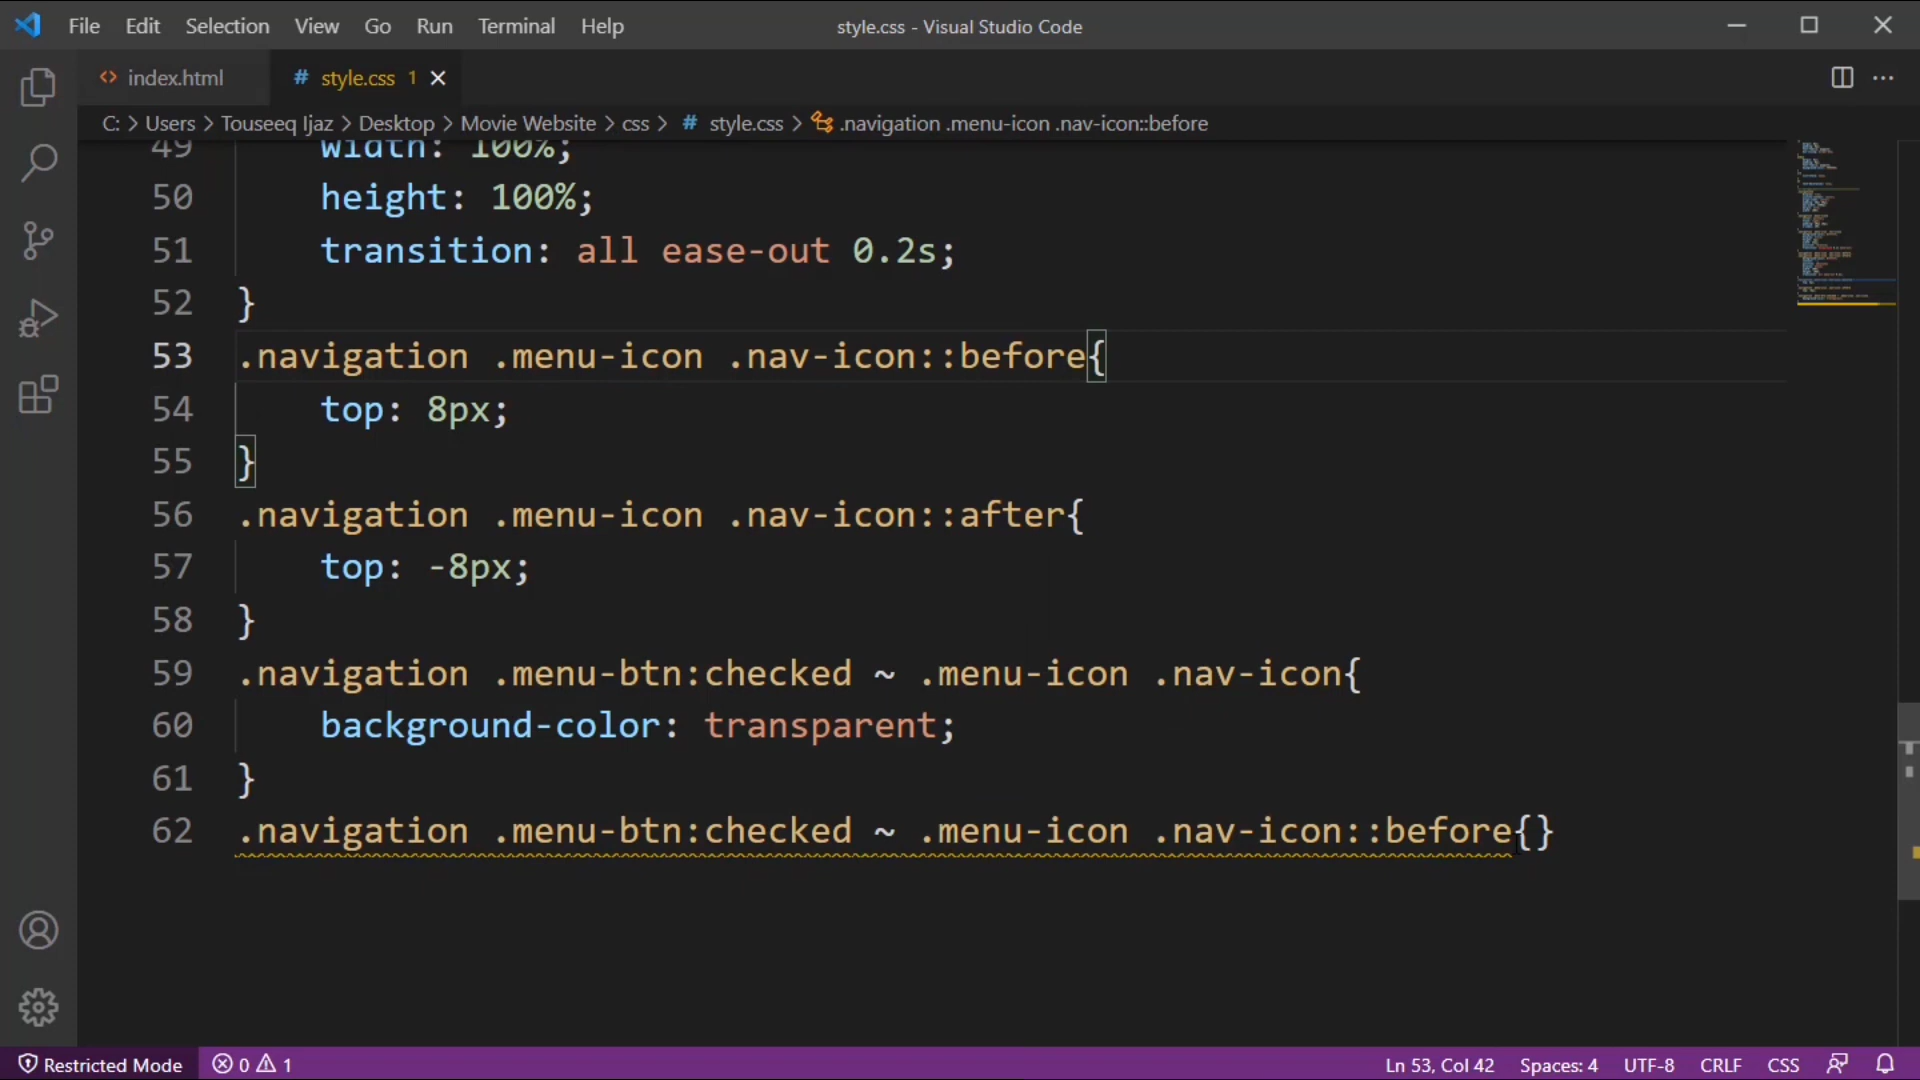 File Edit Selection View Go Run Terminal Help style.css - Visual Studio Code
index.html # style.css 1
C: > Users > Touseeq Ijaz > Desktop > Movie Website > css > # style.css > .navigation .menu-icon .nav-icon::before
49 width: 100%;
50 height: 100%;
51 transition: all ease-out 0.2s;
52 }
53 .navigation .menu-icon .nav-icon::before{
54 top: 8px;
55 }
56 .navigation .menu-icon .nav-icon::after{
57 top: -8px;
58 }
59 .navigation .menu-btn:checked ~ .menu-icon .nav-icon{
60 background-color: transparent;
61 }
62 .navigation .menu-btn:checked ~ .menu-icon .nav-icon::before{}
Restricted Mode 0 1 Ln 53, Col 42 Spaces: 4 UTF-8 CRLF CSS